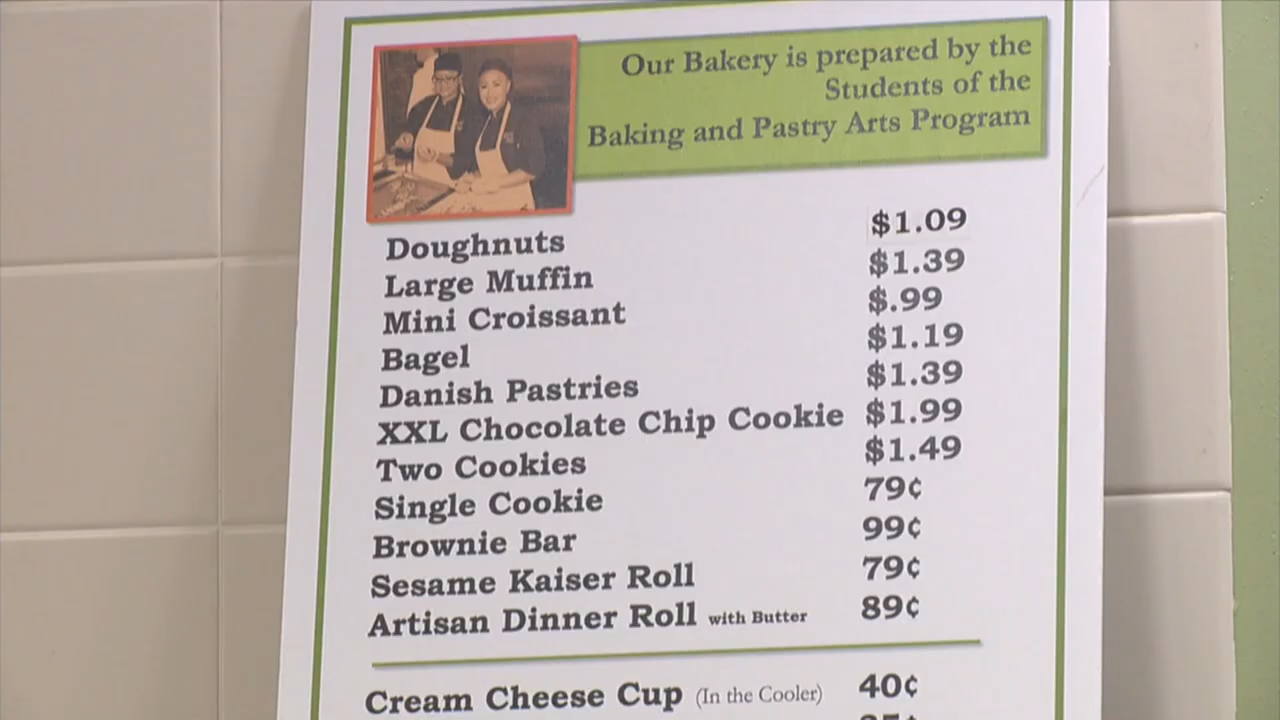 Our Bakery is prepared by the
Students of the
Baking and Pastry Arts Program
Doughnuts $1.09
Large Muffin $1.39
Mini Croissant $.99
Bagel $1.19
Danish Pastries $1.39
XXL Chocolate Chip Cookie $1.99
Two Cookies $1.49
Single Cookie 79¢
Brownie Bar 99¢
Sesame Kaiser Roll 79¢
Artisan Dinner Roll with Butter 89¢
Cream Cheese Cup (In the Cooler) 40¢